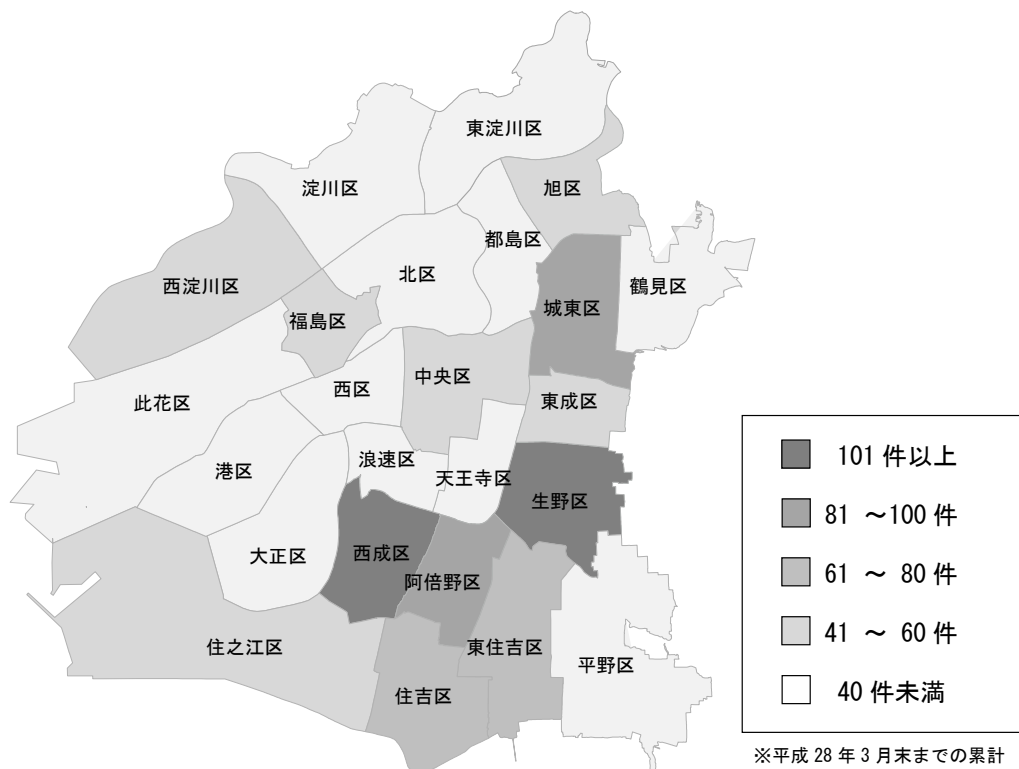 東淀川区
淀川区
旭区
都島区
北区
西淀川区
鶴見区
城東区
福島区
中央区
西区
東成区
此花区
浪速区
港区
天王寺区
生野区
西成区
大正区
阿倍野区
住之江区
東住吉区
平野区
住吉区
101 件以上
81 ~100 件
61 ~ 80 件
41 ~ 60 件
40 件未満
※平成 28 年 3 月末までの累計